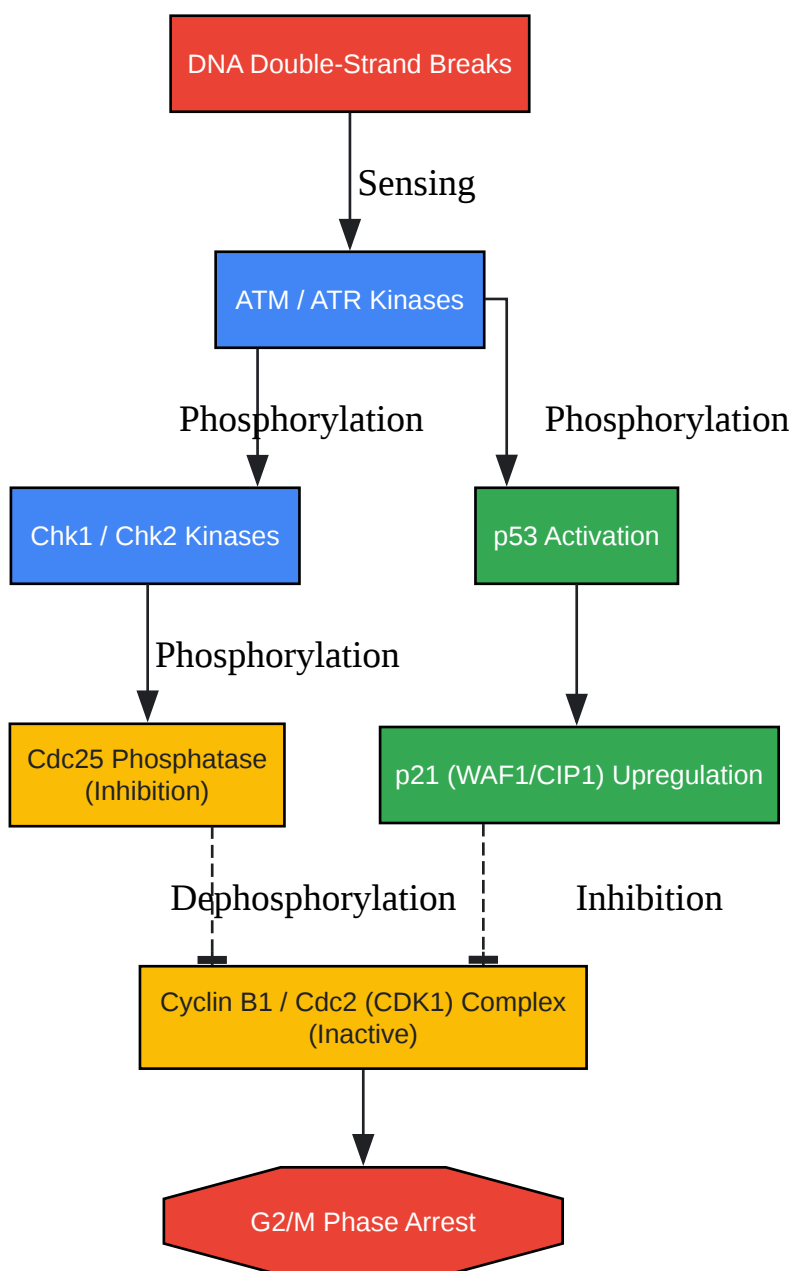 DNA Double-Strand Breaks
Sensing
ATM / ATR Kinases
Phosphorylation
Phosphorylation
Chk1 / Chk2 Kinases
p53 Activation
Phosphorylation
Cdc25 Phosphatase
(Inhibition)
p21 (WAF1/CIP1) Upregulation
Dephosphorylation
Inhibition
Cyclin B1 / Cdc2 (CDK1) Complex
(Inactive)
G2/M Phase Arrest